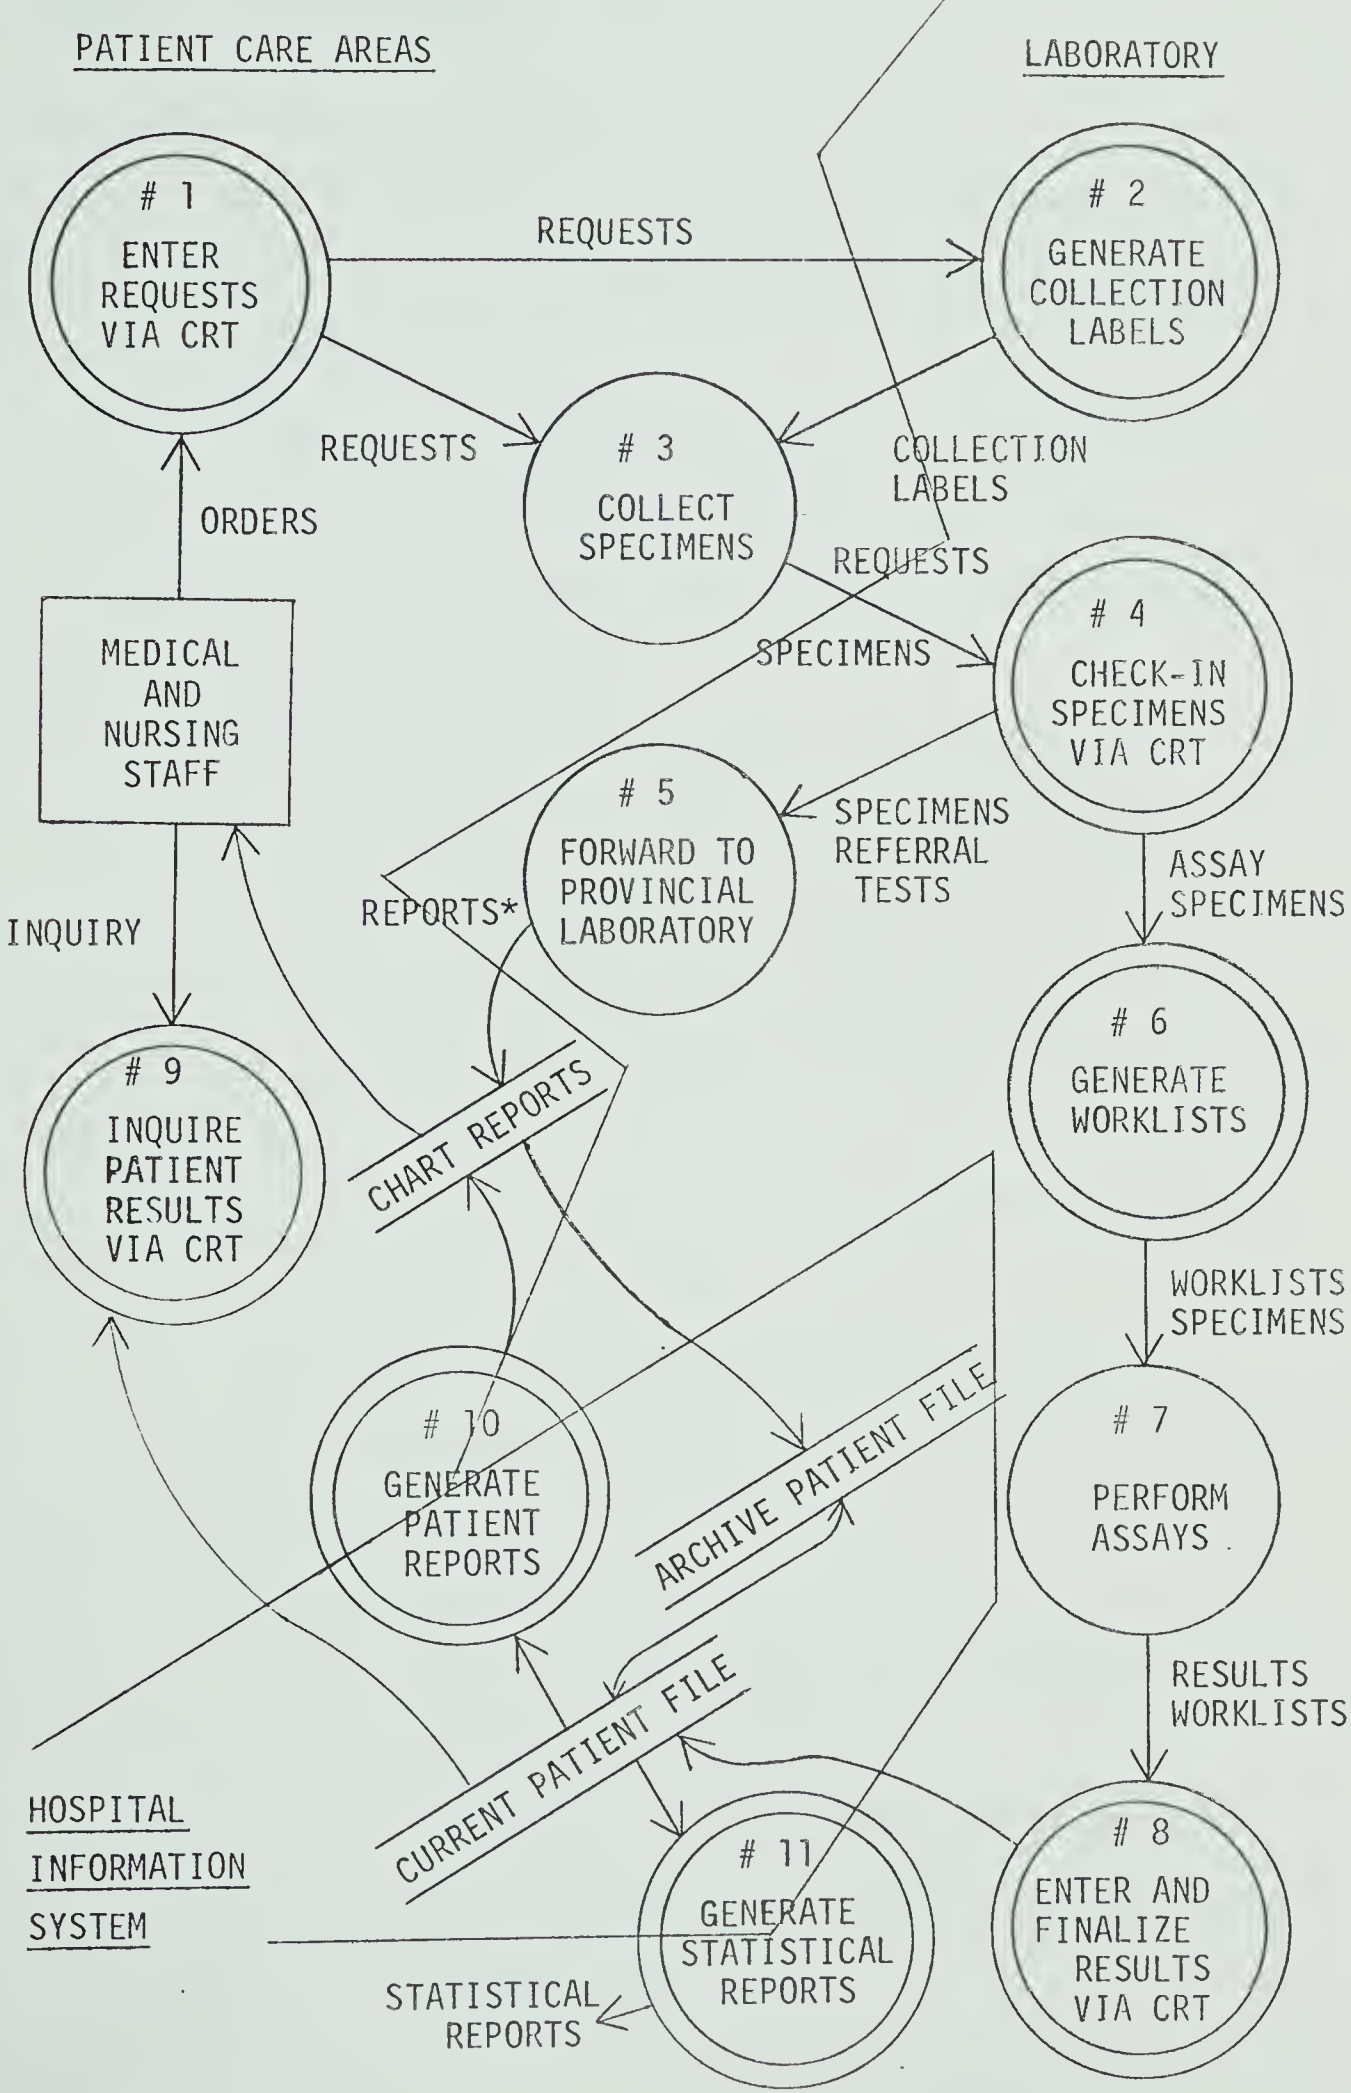 PATIENT CARE AREAS
LABORATORY
# 1
ENTER
REQUESTS
VIA CRT
REQUESTS
# 2
GENERATE
COLLECTION
LABELS
REQUESTS
# 3
COLLECT
SPECIMENS
COLLECTION
LABELS
ORDERS
REQUESTS
SPECIMENS
# 4
CHECK-IN
SPECIMENS
VIA CRT
MEDICAL
AND
NURSING
STAFF
# 5
FORWARD TO
PROVINCIAL
LABORATORY
SPECIMENS
REFERRAL
TESTS
ASSAY
SPECIMENS
REPORTS*
INQUIRY
# 6
GENERATE
WORKLISTS
# 9
INQUIRE
PATIENT
RESULTS
VIA CRT
CHART REPORTS
WORKLISTS
SPECIMENS
# 10
GENERATE
PATIENT
REPORTS
ARCHIVE PATIENT FILE
# 7
PERFORM
ASSAYS
RESULTS
WORKLISTS
CURRENT PATIENT FILE
HOSPITAL
INFORMATION
SYSTEM
# 11
GENERATE
STATISTICAL
REPORTS
# 8
ENTER AND
FINALIZE
RESULTS
VIA CRT
STATISTICAL
REPORTS